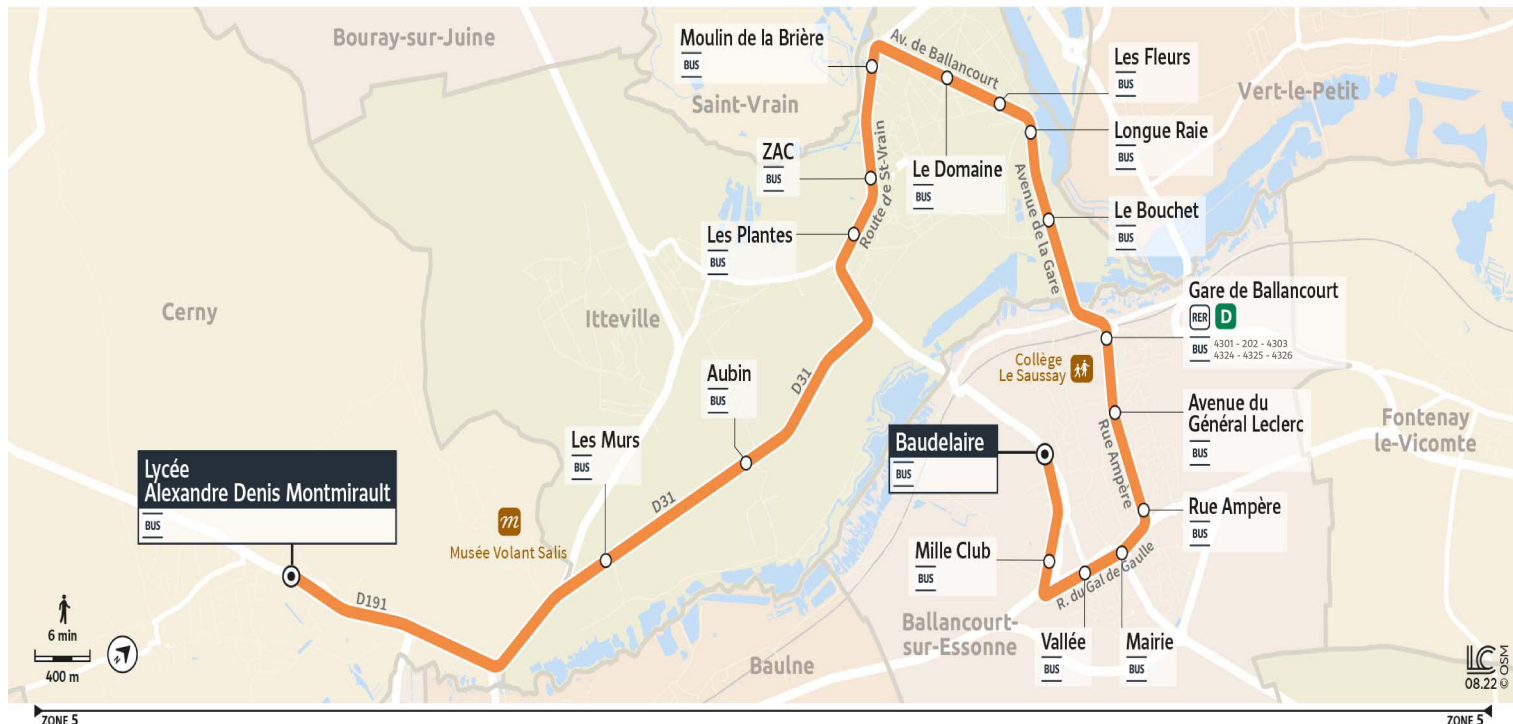 Bouray-sur-Juine
Moulin de la Brière
BUS
Saint-Vrain
Av. de Ballancourt
Les Fleurs
BUS
Vert-le-Petit
Longue Raie
BUS
ZAC
BUS
Route de St-Vrain
Le Domaine
BUS
Avenue de la Gare
Les Plantes
BUS
Le Bouchet
BUS
Cerny
Itteville
Gare de Ballancourt
RER D
BUS
4301 - 202 - 4303
4324 - 4325 - 4326
Collège
Le Saussay
Aubin
BUS
D31
Avenue du
Général Leclerc
BUS
Fontenay
le-Vicomte
Rue Ampère
Les Murs
BUS
Baudelaire
BUS
Lycée
Alexandre Denis Montmirault
BUS
D31
m
Musée Volant Salis
Rue Ampère
BUS
Mille Club
BUS
R. du Gal de Gaulle
D191
Ballancourt-
sur-Essonne
Vallée
BUS
Mairie
BUS
Baulne
6 min
400 m
N
LC
08.22 © OSM
ZONE 5
ZONE 5